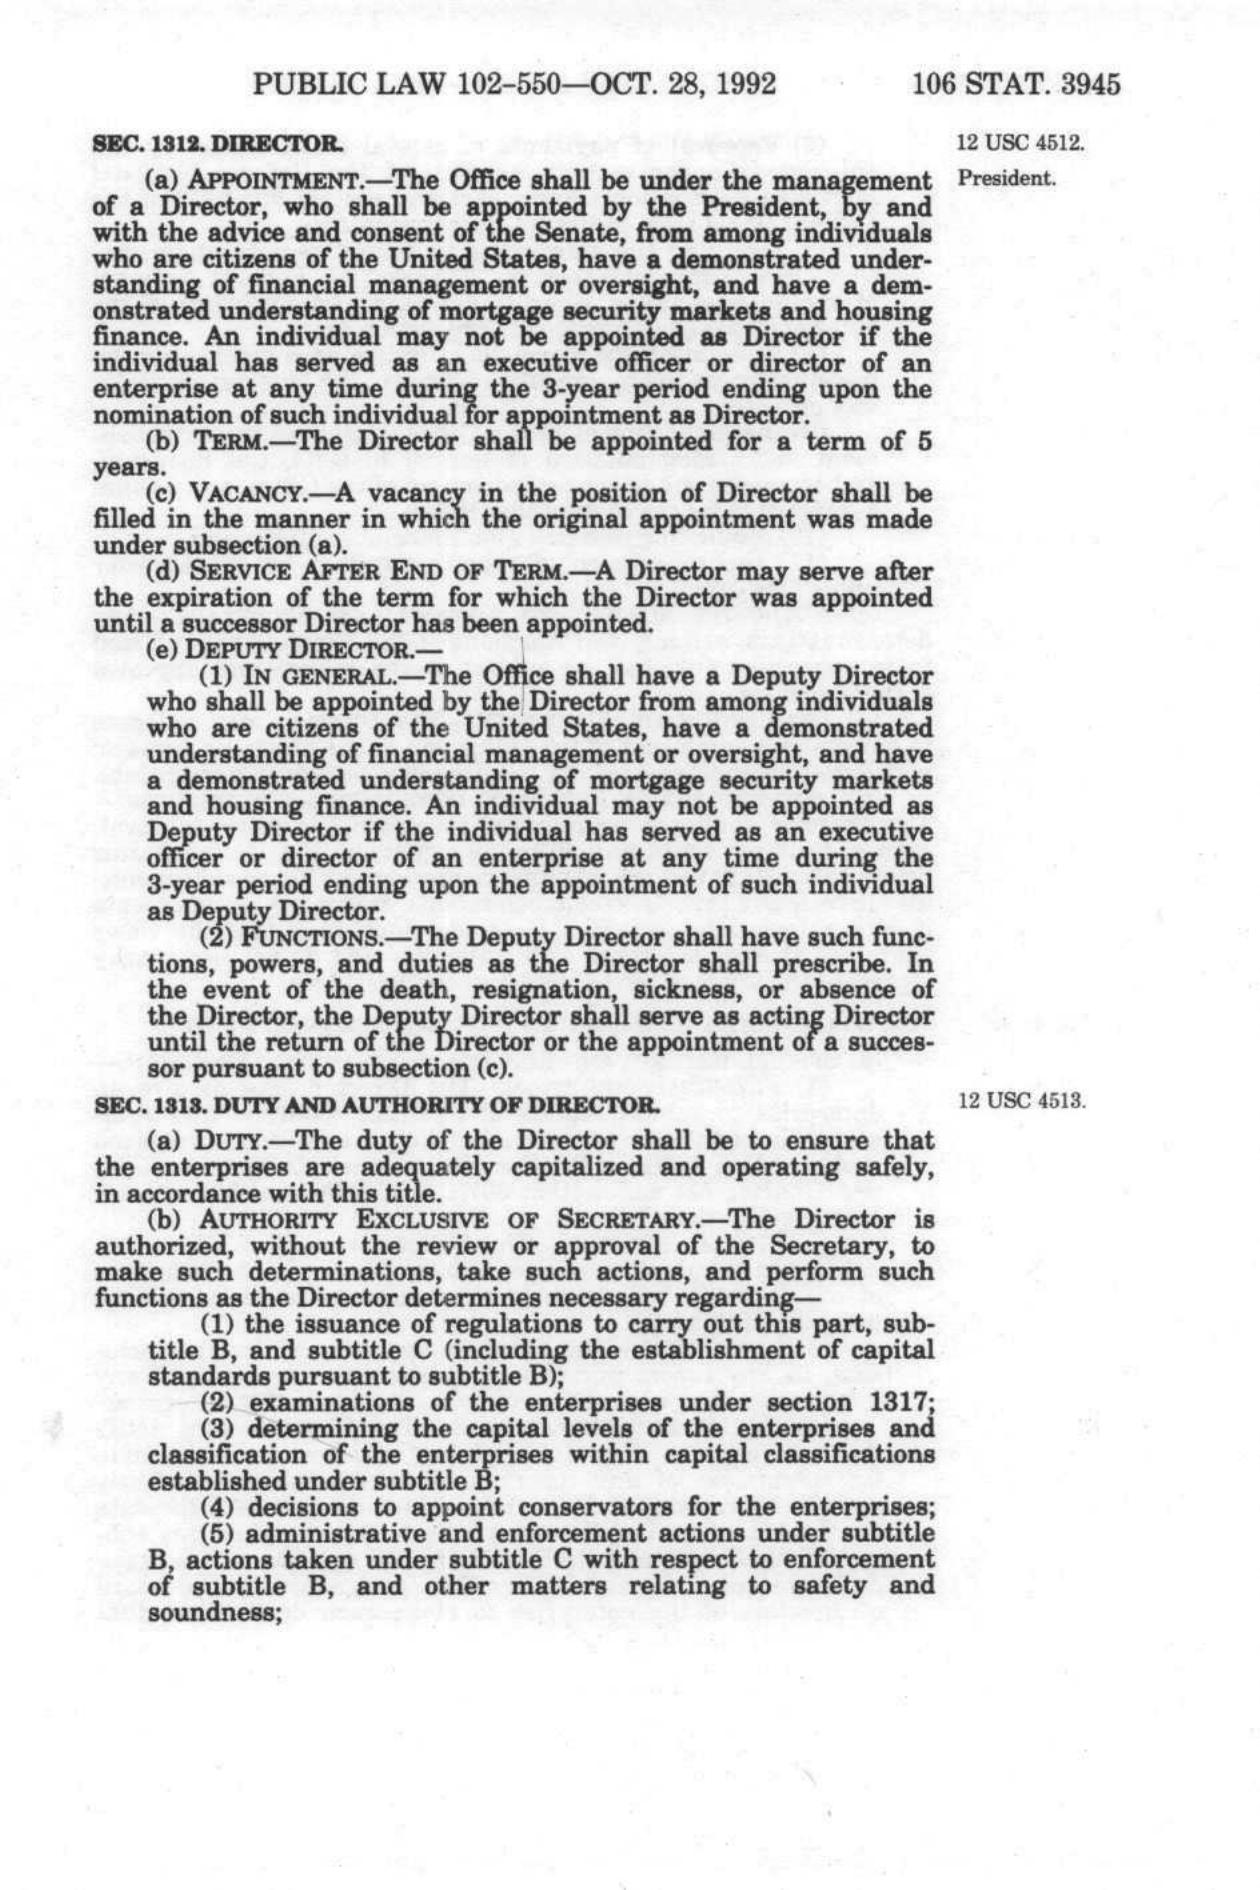 PUBLIC LAW 102-550—OCT. 28, 1992 106 STAT. 3945
SEC. 1312. DIRECTOR. 12 USC 4512.
(a) APPOINTMENT.—The Office shall be under the management President.
of a Director, who shall be appointed by the President, by and
with the advice and consent of the Senate, from among individuals
who are citizens of the United States, have a demonstrated under-
standing of financial management or oversight, and have a dem-
onstrated understanding of mortgage security markets and housing
finance. An individual may not be appointed as Director if the
individual has served as an executive officer or director of an
enterprise at any time during the 3-year period ending upon the
nomination of such individual for appointment as Director.
(b) TERM.—The Director shall be appointed for a term of 5
years.
(c) VACANCY.—A vacancy in the position of Director shall be
filled in the manner in which the original appointment was made
under subsection (a).
(d) SERVICE AFTER END OF TERM.—A Director may serve after
the expiration of the term for which the Director was appointed
until a successor Director has been appointed.
(e) DEPUTY DIRECTOR.—
(1) IN GENERAL.—The Office shall have a Deputy Director
who shall be appointed by the Director from among individuals
who are citizens of the United States, have a demonstrated
understanding of financial management or oversight, and have
a demonstrated understanding of mortgage security markets
and housing finance. An individual may not be appointed as
Deputy Director if the individual has served as an executive
officer or director of an enterprise at any time during the
3-year period ending upon the appointment of such individual
as Deputy Director.
(2) FUNCTIONS.—The Deputy Director shall have such func-
tions, powers, and duties as the Director shall prescribe. In
the event of the death, resignation, sickness, or absence of
the Director, the Deputy Director shall serve as acting Director
until the return of the Director or the appointment of a succes-
sor pursuant to subsection (c).
SEC. 1313. DUTY AND AUTHORITY OF DIRECTOR. 12 USC 4513.
(a) DUTY.—The duty of the Director shall be to ensure that
the enterprises are adequately capitalized and operating safely,
in accordance with this title.
(b) AUTHORITY EXCLUSIVE OF SECRETARY.—The Director is
authorized, without the review or approval of the Secretary, to
make such determinations, take such actions, and perform such
functions as the Director determines necessary regarding—
(1) the issuance of regulations to carry out this part, sub-
title B, and subtitle C (including the establishment of capital
standards pursuant to subtitle B);
(2) examinations of the enterprises under section 1317;
(3) determining the capital levels of the enterprises and
classification of the enterprises within capital classifications
established under subtitle B;
(4) decisions to appoint conservators for the enterprises;
(5) administrative and enforcement actions under subtitle
B, actions taken under subtitle C with respect to enforcement
of subtitle B, and other matters relating to safety and
soundness;